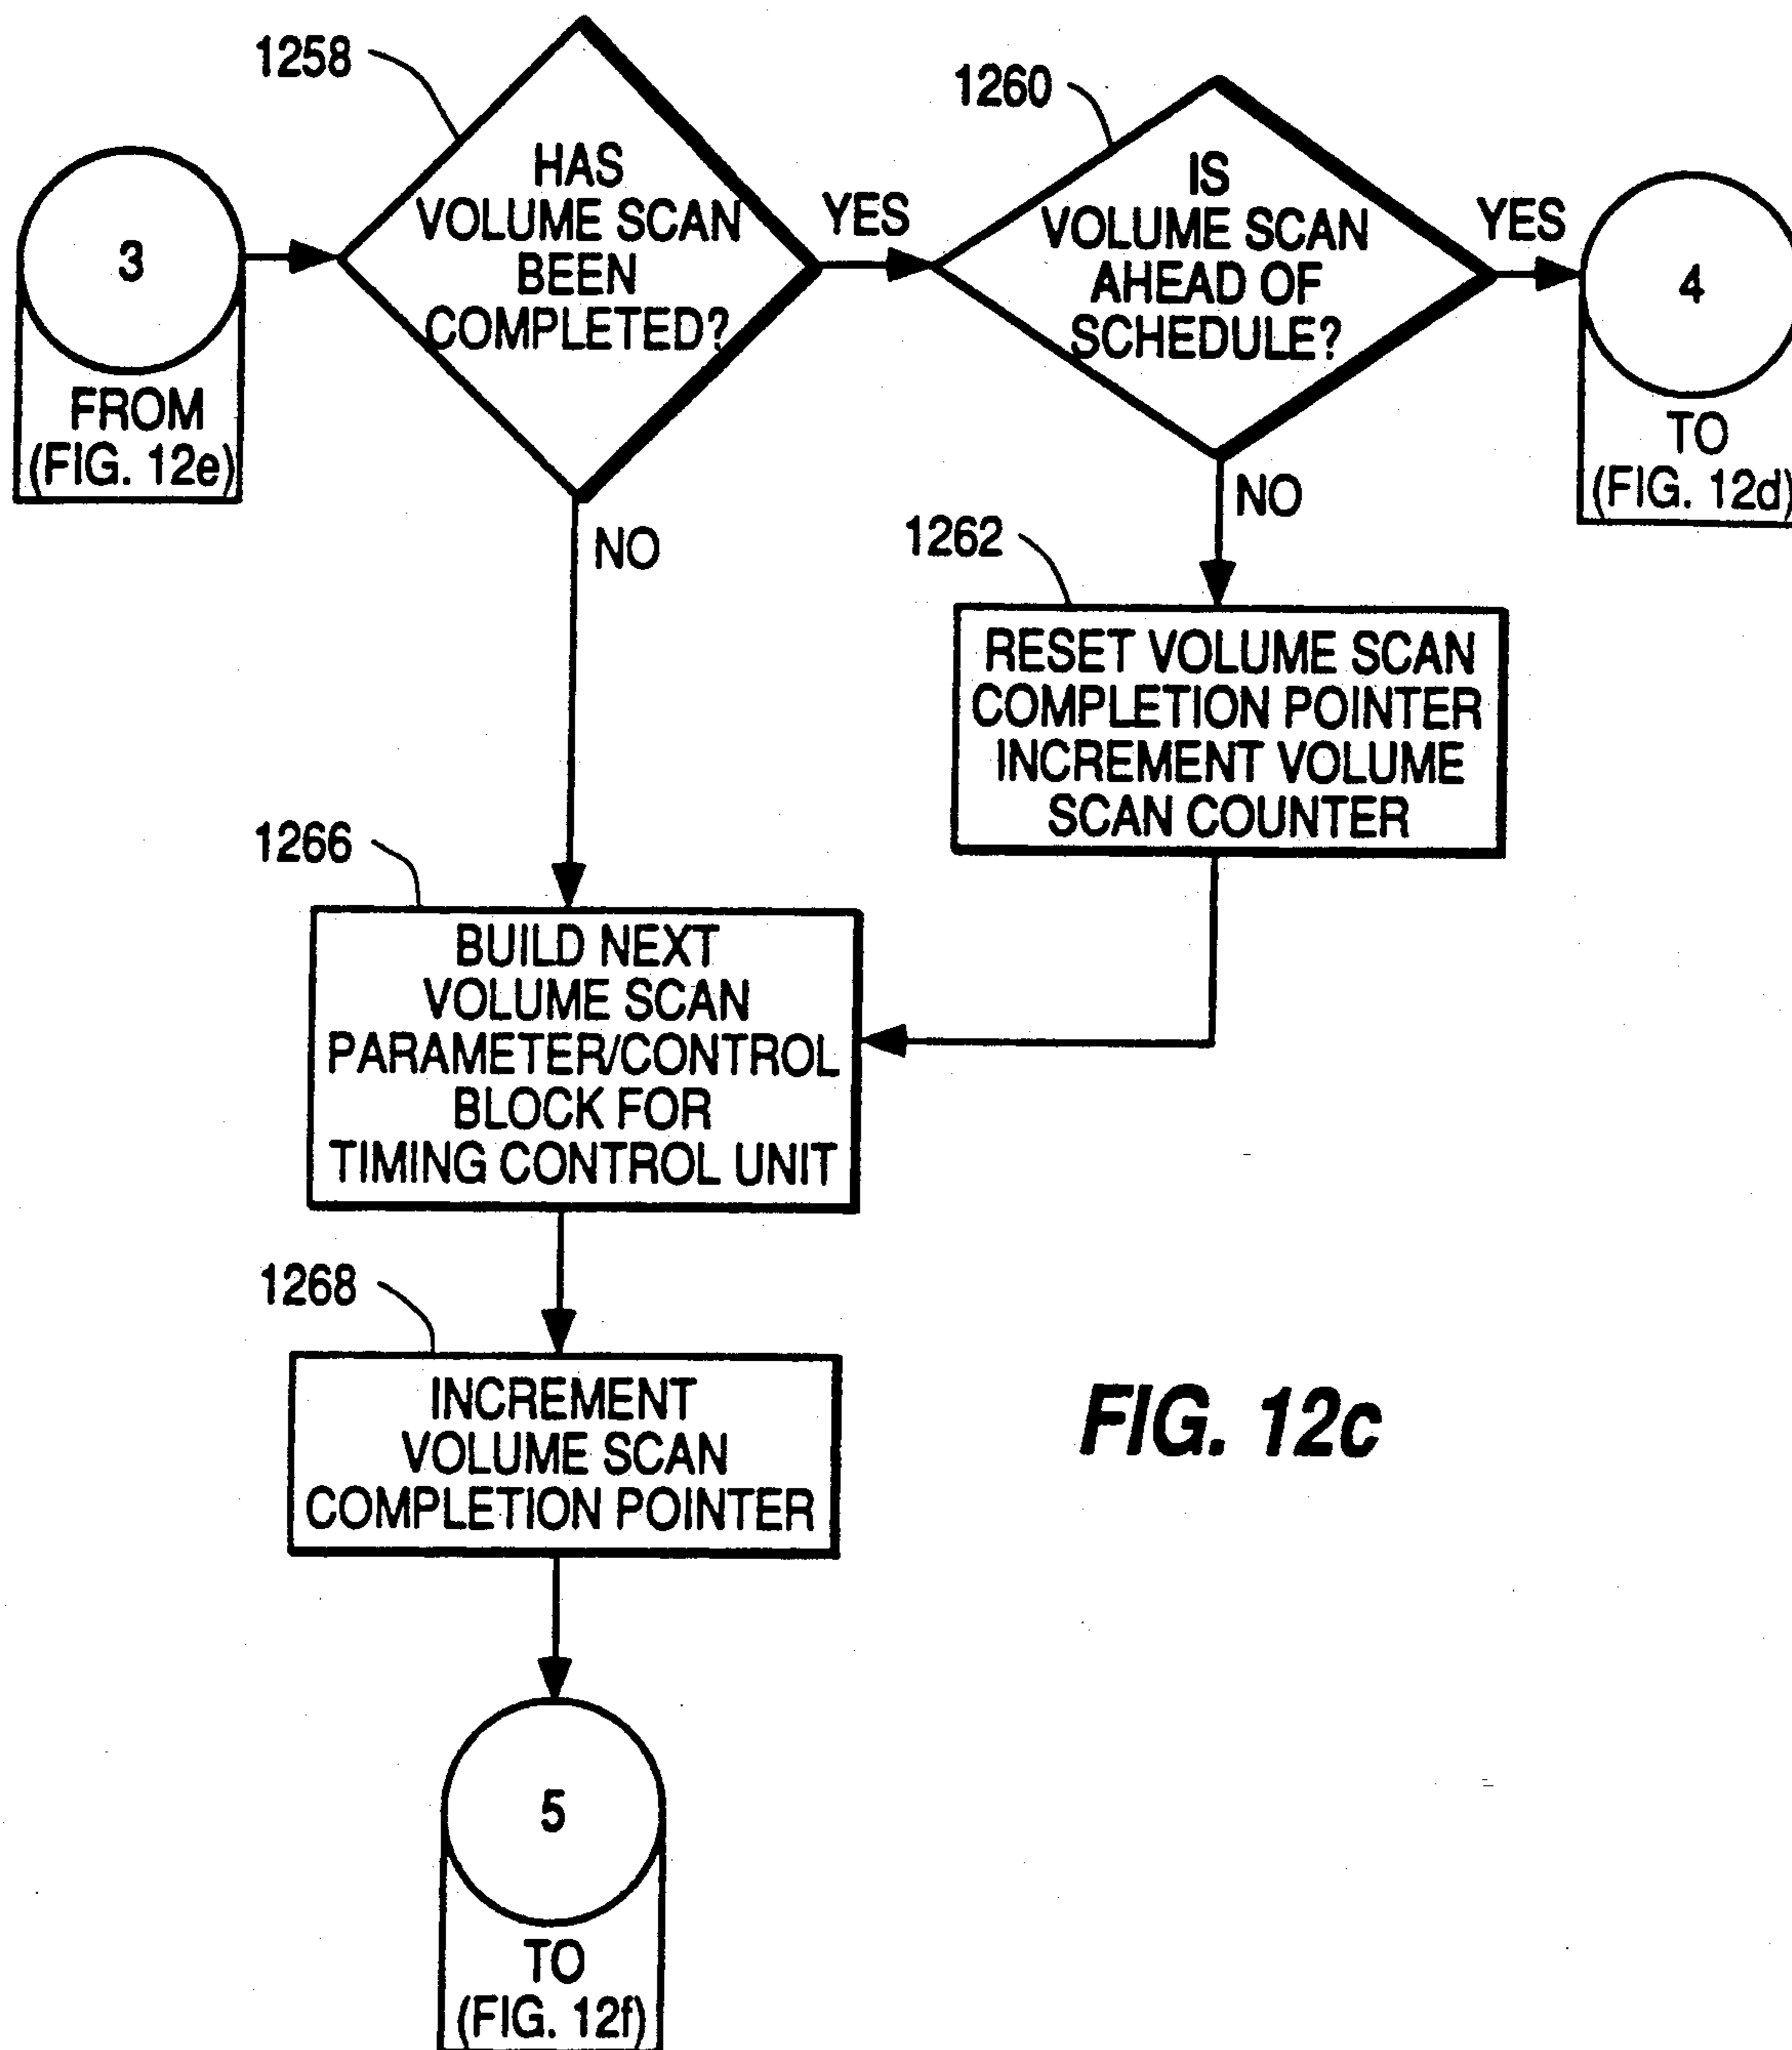 1258
HAS
VOLUME SCAN
BEEN
COMPLETED?
YES
NO
1260
IS
VOLUME SCAN
AHEAD OF
SCHEDULE?
YES
NO
3
FROM
(FIG. 12e)
4
TO
(FIG. 12d)
1262
RESET VOLUME SCAN
COMPLETION POINTER
INCREMENT VOLUME
SCAN COUNTER
1266
BUILD NEXT
VOLUME SCAN
PARAMETER/CONTROL
BLOCK FOR
TIMING CONTROL UNIT
1268
INCREMENT
VOLUME SCAN
COMPLETION POINTER
FIG. 12c
5
TO
(FIG. 12f)